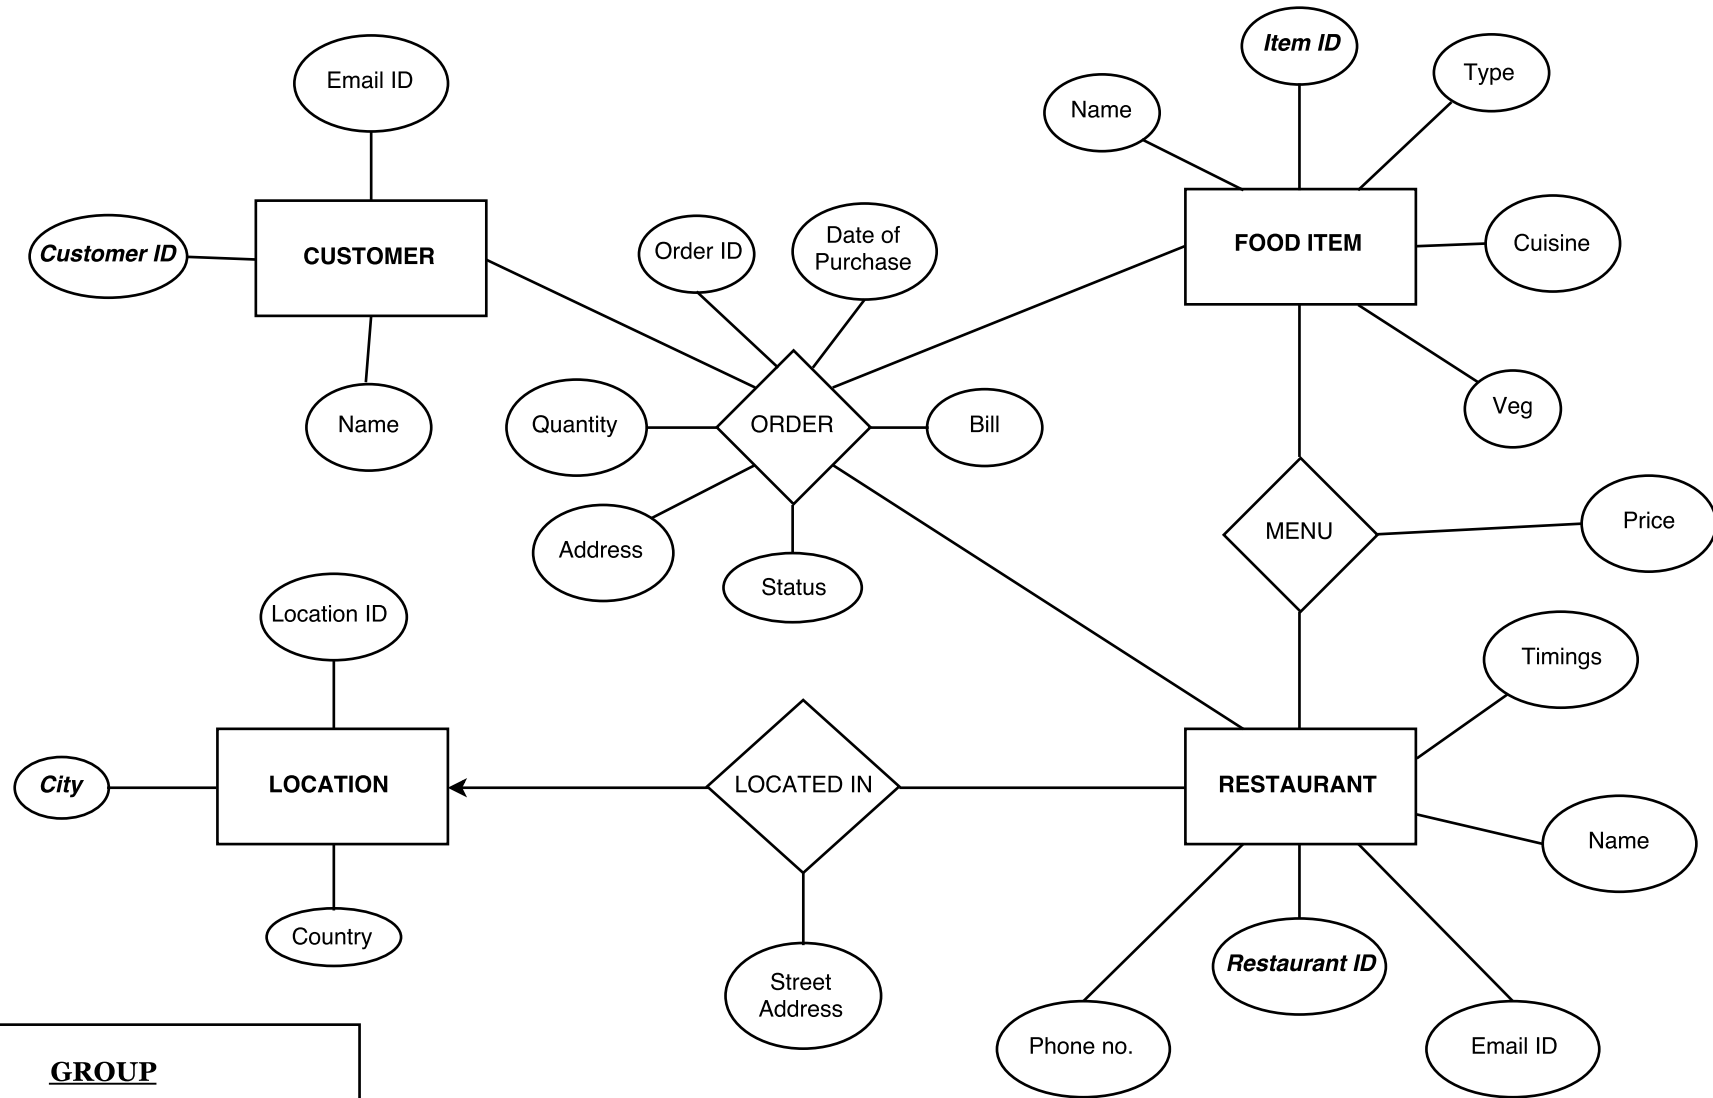 Item ID
Type
Email ID
Name
Customer ID
CUSTOMER
Order ID
Date of
Purchase
FOOD ITEM
Cuisine
Name
Quantity
ORDER
Bill
Veg
Address
Status
MENU
Price
Location ID
Timings
City
LOCATION
LOCATED IN
RESTAURANT
Name
Country
Street
Address
Restaurant ID
Phone no.
Email ID
GROUP